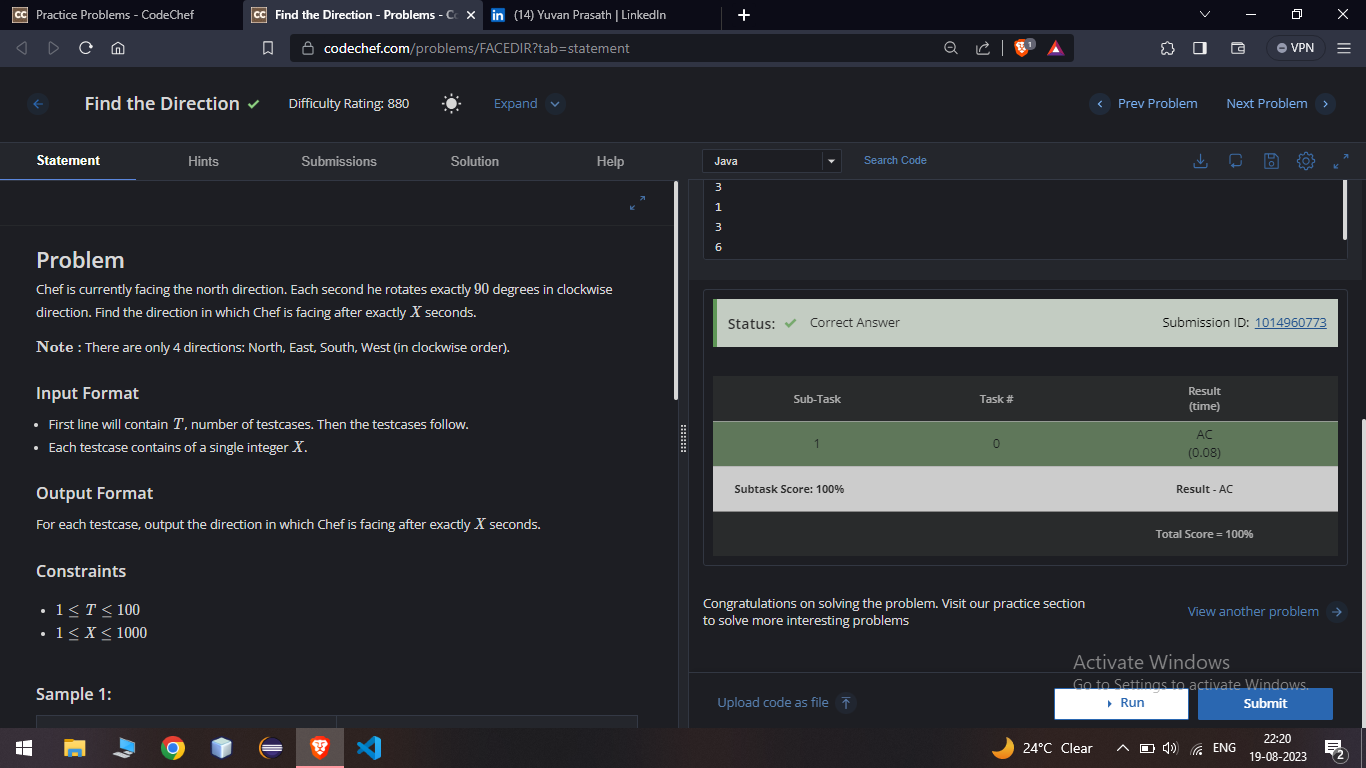 Practice Problems - CodeChef
Find the Direction - Problems - Co
(14) Yuvan Prasath | LinkedIn
codechef.com/problems/FACEDIR?tab=statement
1
VPN
Find the Direction
Difficulty Rating: 880
Expand
Prev Problem
Next Problem
Statement
Hints
Submissions
Solution
Help
Java
Search Code
3
1
3
6
Problem
Chef is currently facing the north direction. Each second he rotates exactly 90 degrees in clockwise
direction. Find the direction in which Chef is facing after exactly X seconds.
Note : There are only 4 directions: North, East, South, West (in clockwise order).
Input Format
• First line will contain T, number of testcases. Then the testcases follow.
• Each testcase contains of a single integer X.
Output Format
For each testcase, output the direction in which Chef is facing after exactly X seconds.
Constraints
• 1 ≤ T ≤ 100
• 1 ≤ X ≤ 1000
Sample 1:
Status: ✓ Correct Answer
Submission ID: 1014960773
Sub-Task
Task #
Result
(time)
1
0
AC
(0.08)
Subtask Score: 100%
Result - AC
Total Score = 100%
Congratulations on solving the problem. Visit our practice section
to solve more interesting problems
View another problem
Activate Windows
Go to Settings to activate Windows.
Upload code as file
Run
Submit
24°C Clear
ENG
22:20
19-08-2023
2